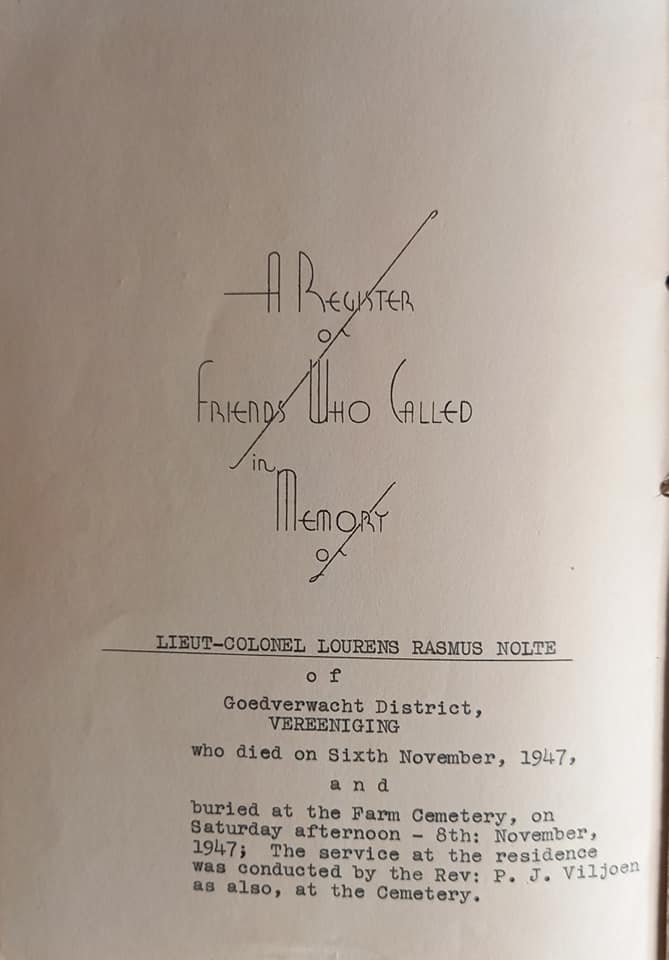 A REGISTER
of
FRIENDS WHO CALLED
in
MEMORY
of
LIEUT-COLONEL LOURENS RASMUS NOLTE
o f
Goedverwacht District,
VEREENIGING
who died on Sixth November, 1947,
a n d
buried at the Farm Cemetery, on
Saturday afternoon - 8th: November,
1947; The service at the residence
was conducted by the Rev: P. J. Viljoen
as also, at the Cemetery.